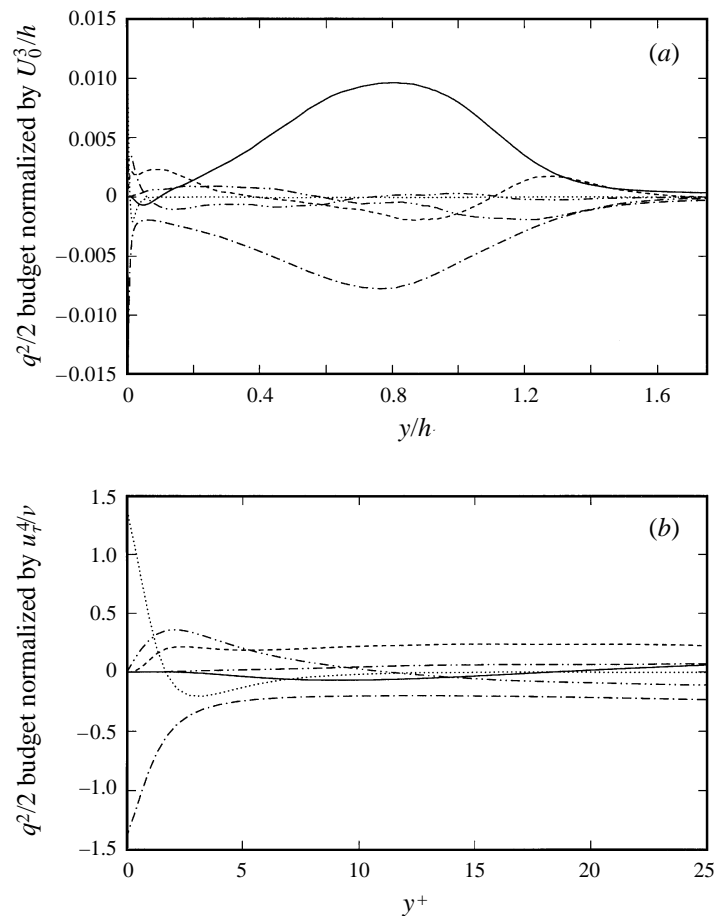 0.015
(a)
0.010
0.005
0
−0.005
−0.010
−0.015
q²/2 budget normalized by U₀³/h
0 0.4 0.8 1.2 1.6
y/h
1.5
(b)
1.0
0.5
0
−0.5
−1.0
−1.5
q²/2 budget normalized by u_τ⁴/ν
0 5 10 15 20 25
y⁺